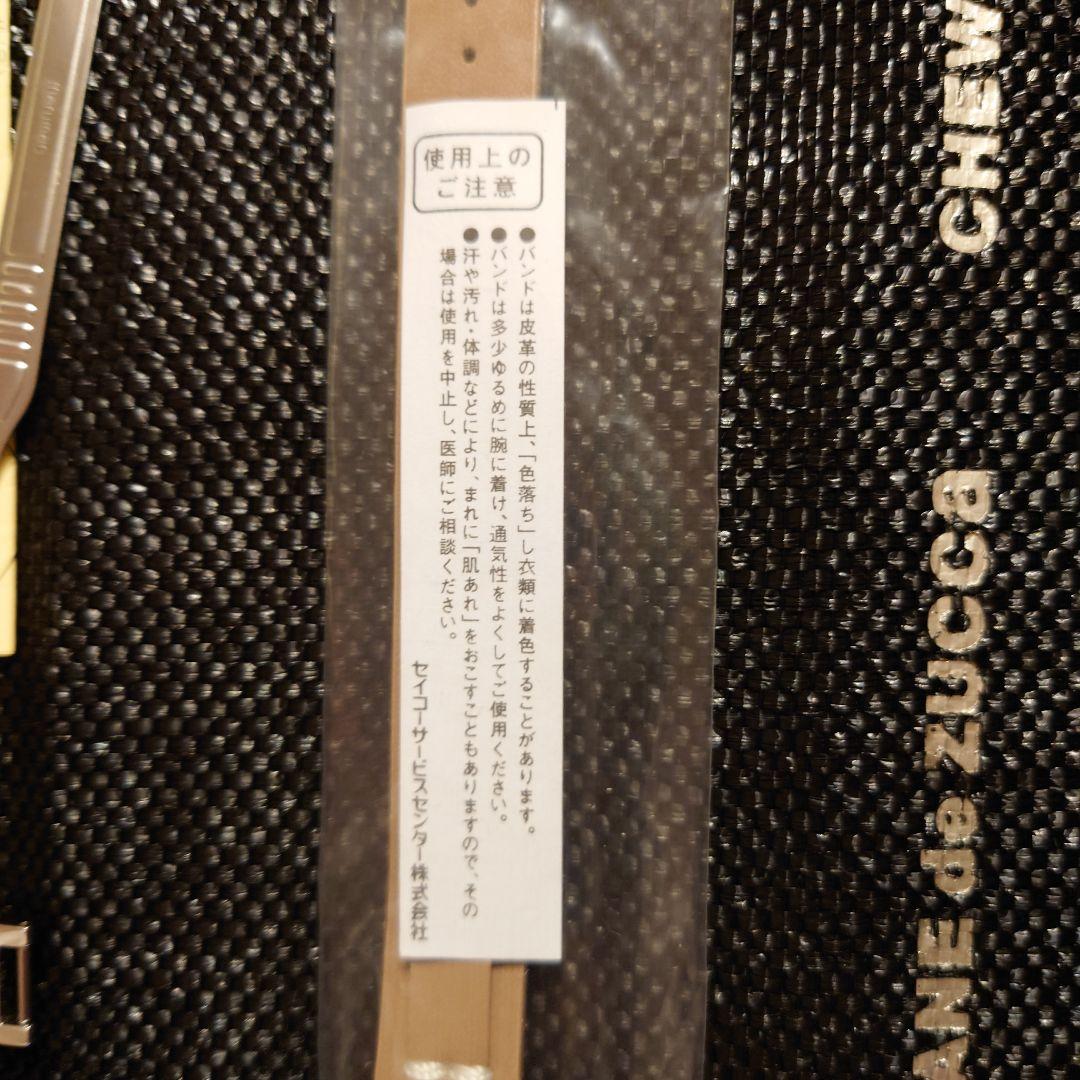 使用上の
ご注意
●バンドは皮革の性質上、「色落ち」し衣類に着色することがあります。
●バンドは多少ゆるめに腕に着け、通気性をよくしてご使用ください。
●汗や汚れ・体調などにより、まれに「肌あれ」をおこすこともありますので、その
場合は使用を中止し、医師にご相談ください。
セイコーサービスセンター株式会社
ANE de ZUCCa
CHEW